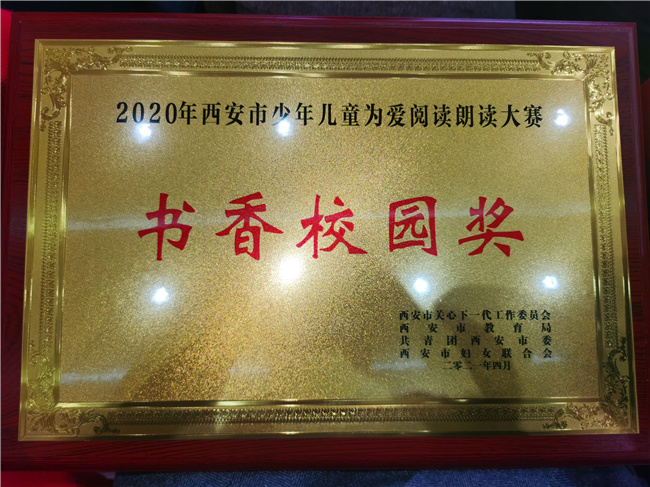 2020年西安市少年儿童为爱阅读朗读大赛
书香校园奖
西安市关心下一代工作委员会
西安市教育局
共青团西安市委
西安市妇女联合会
二零二一年四月